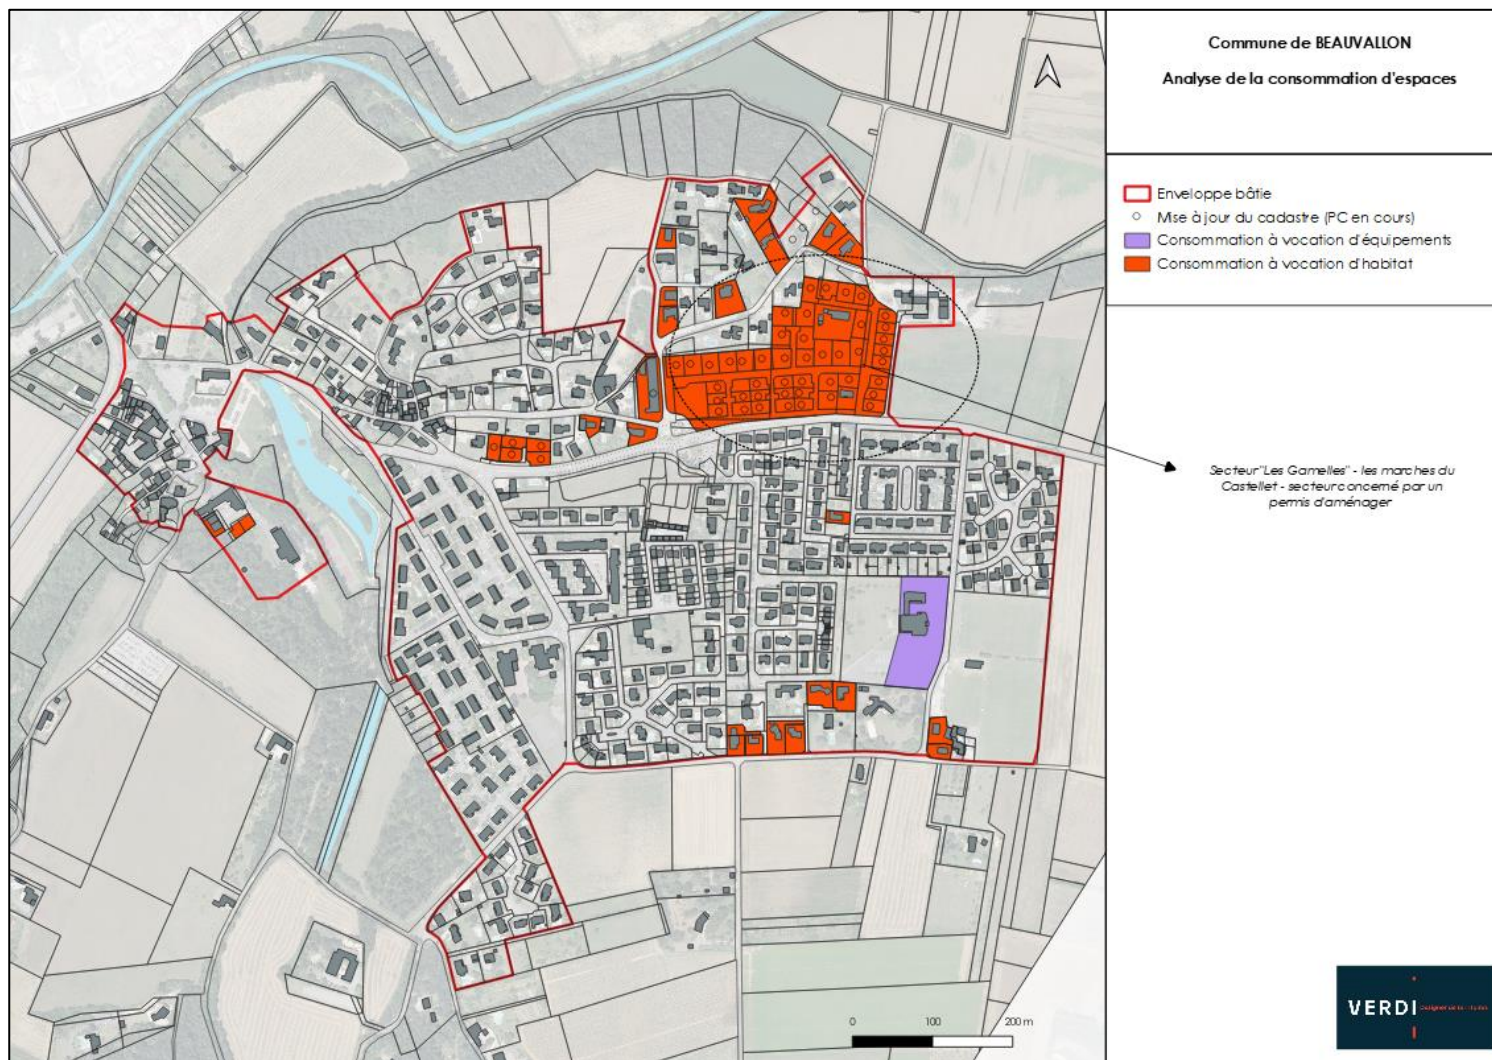 Commune de BEAUVALLON
Analyse de la consommation d'espaces
Enveloppe bâtie
Mise à jour du cadastre (PC en cours)
Consommation à vocation d'équipements
Consommation à vocation d'habitat
Secteur "Les Gamelles" - les marches du
Castellet - secteur concerné par un
permis d'aménager
0 100 200 m
VERDI